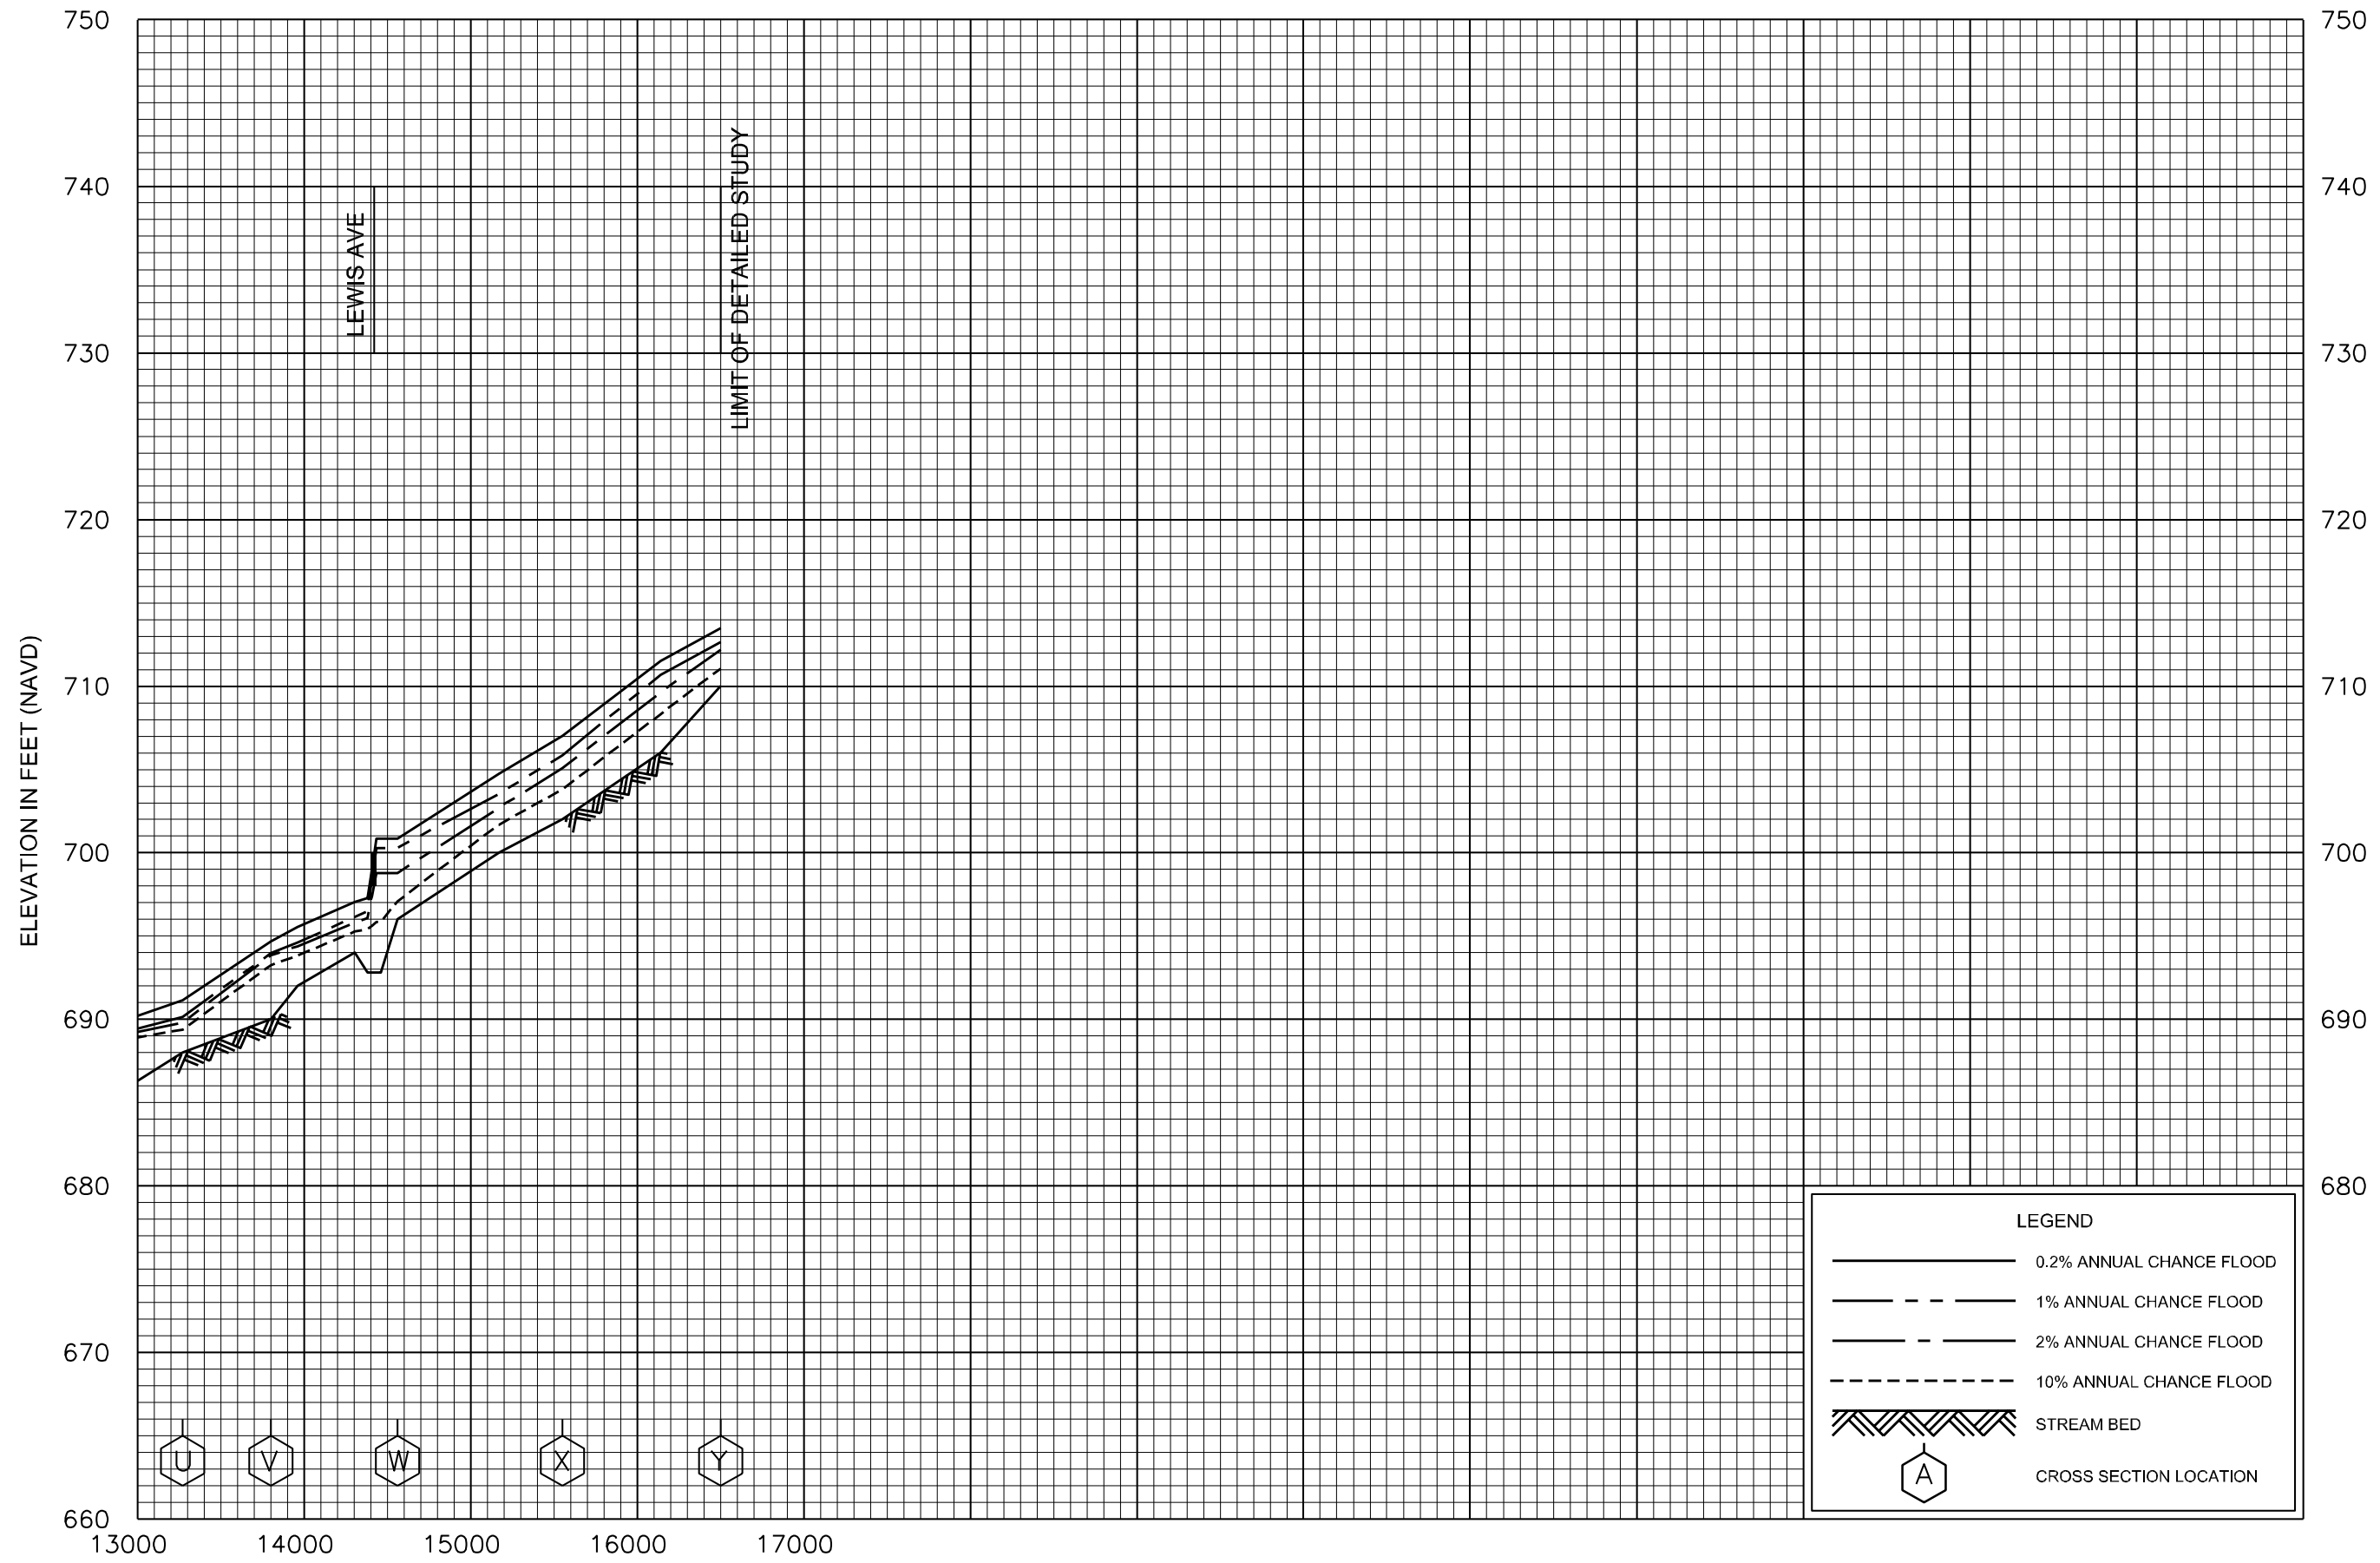 750
740
730
720
710
700
690
680
670
660
ELEVATION IN FEET (NAVD)
LEWIS AVE
LIMIT OF DETAILED STUDY
750
740
730
720
710
700
690
680
U
V
W
X
Y
13000
14000
15000
16000
17000
LEGEND
0.2% ANNUAL CHANCE FLOOD
1% ANNUAL CHANCE FLOOD
2% ANNUAL CHANCE FLOOD
10% ANNUAL CHANCE FLOOD
STREAM BED
A
CROSS SECTION LOCATION